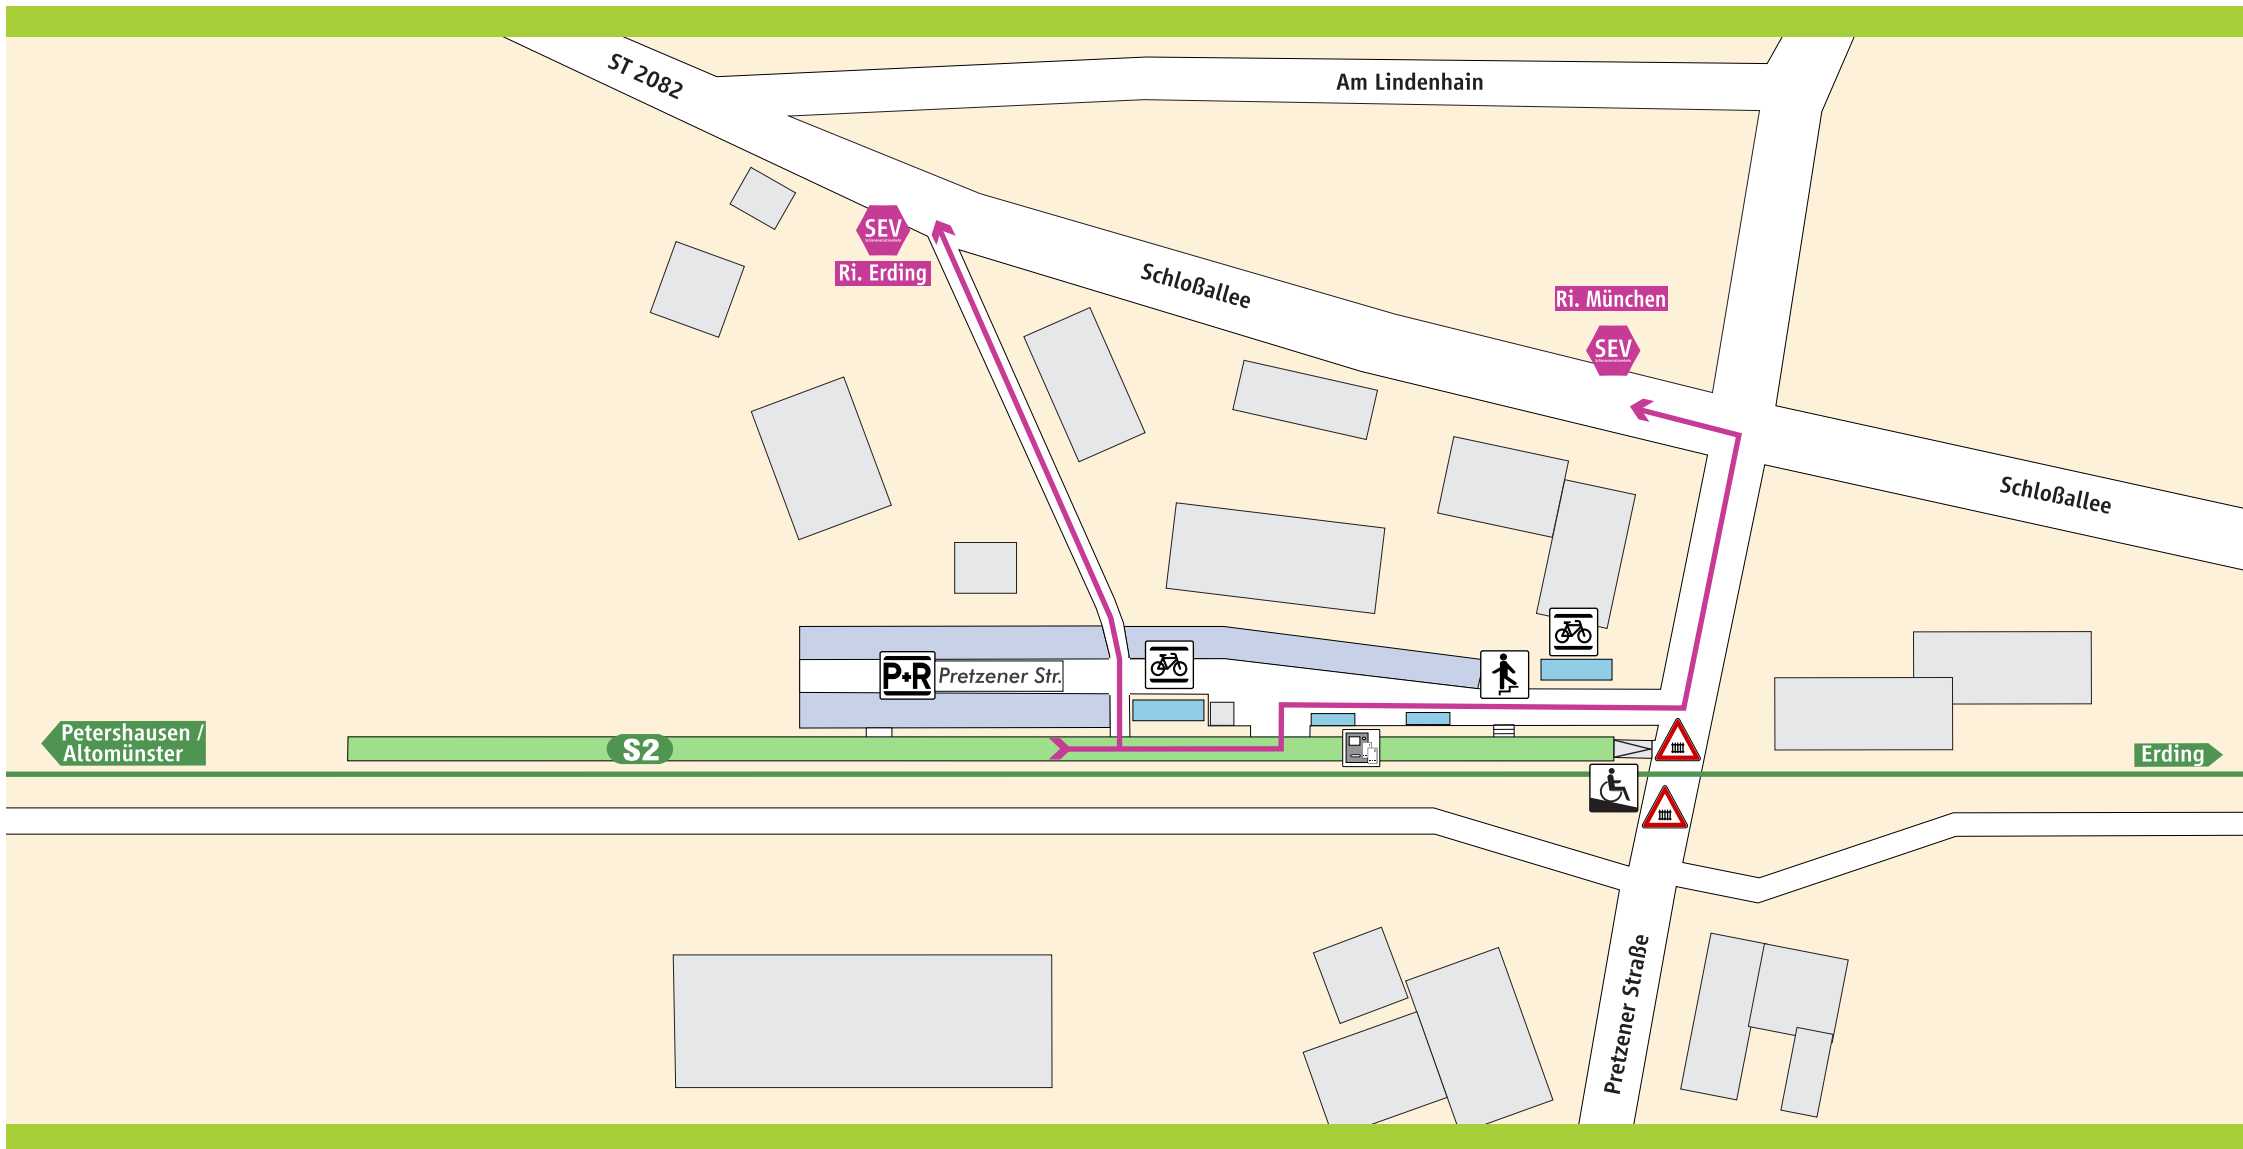 ST 2082
Am Lindenhain
SEV
Ri. Erding
Schloßallee
Ri. München
SEV
Schloßallee
P+R
Pretzener Str.
Petershausen /
Altomünster
S2
Erding
Pretzener Straße